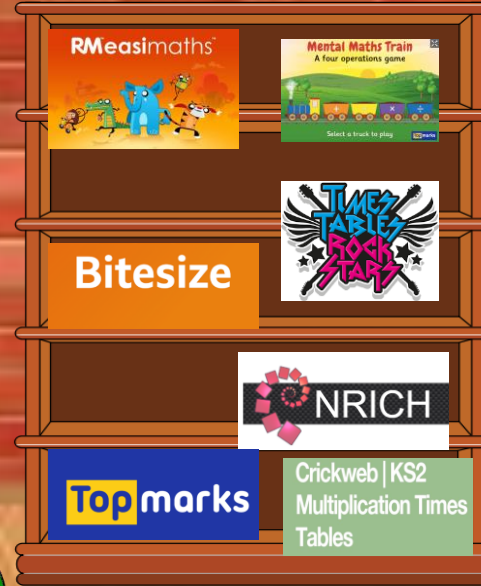 RMeasimaths
Mental Maths Train
A four operations game
+ - × ÷
Select a truck to play
Topmarks
TIMES
TABLES
ROCK
STARS
Bitesize
NRICH
Topmarks
Crickweb | KS2
Multiplication Times
Tables